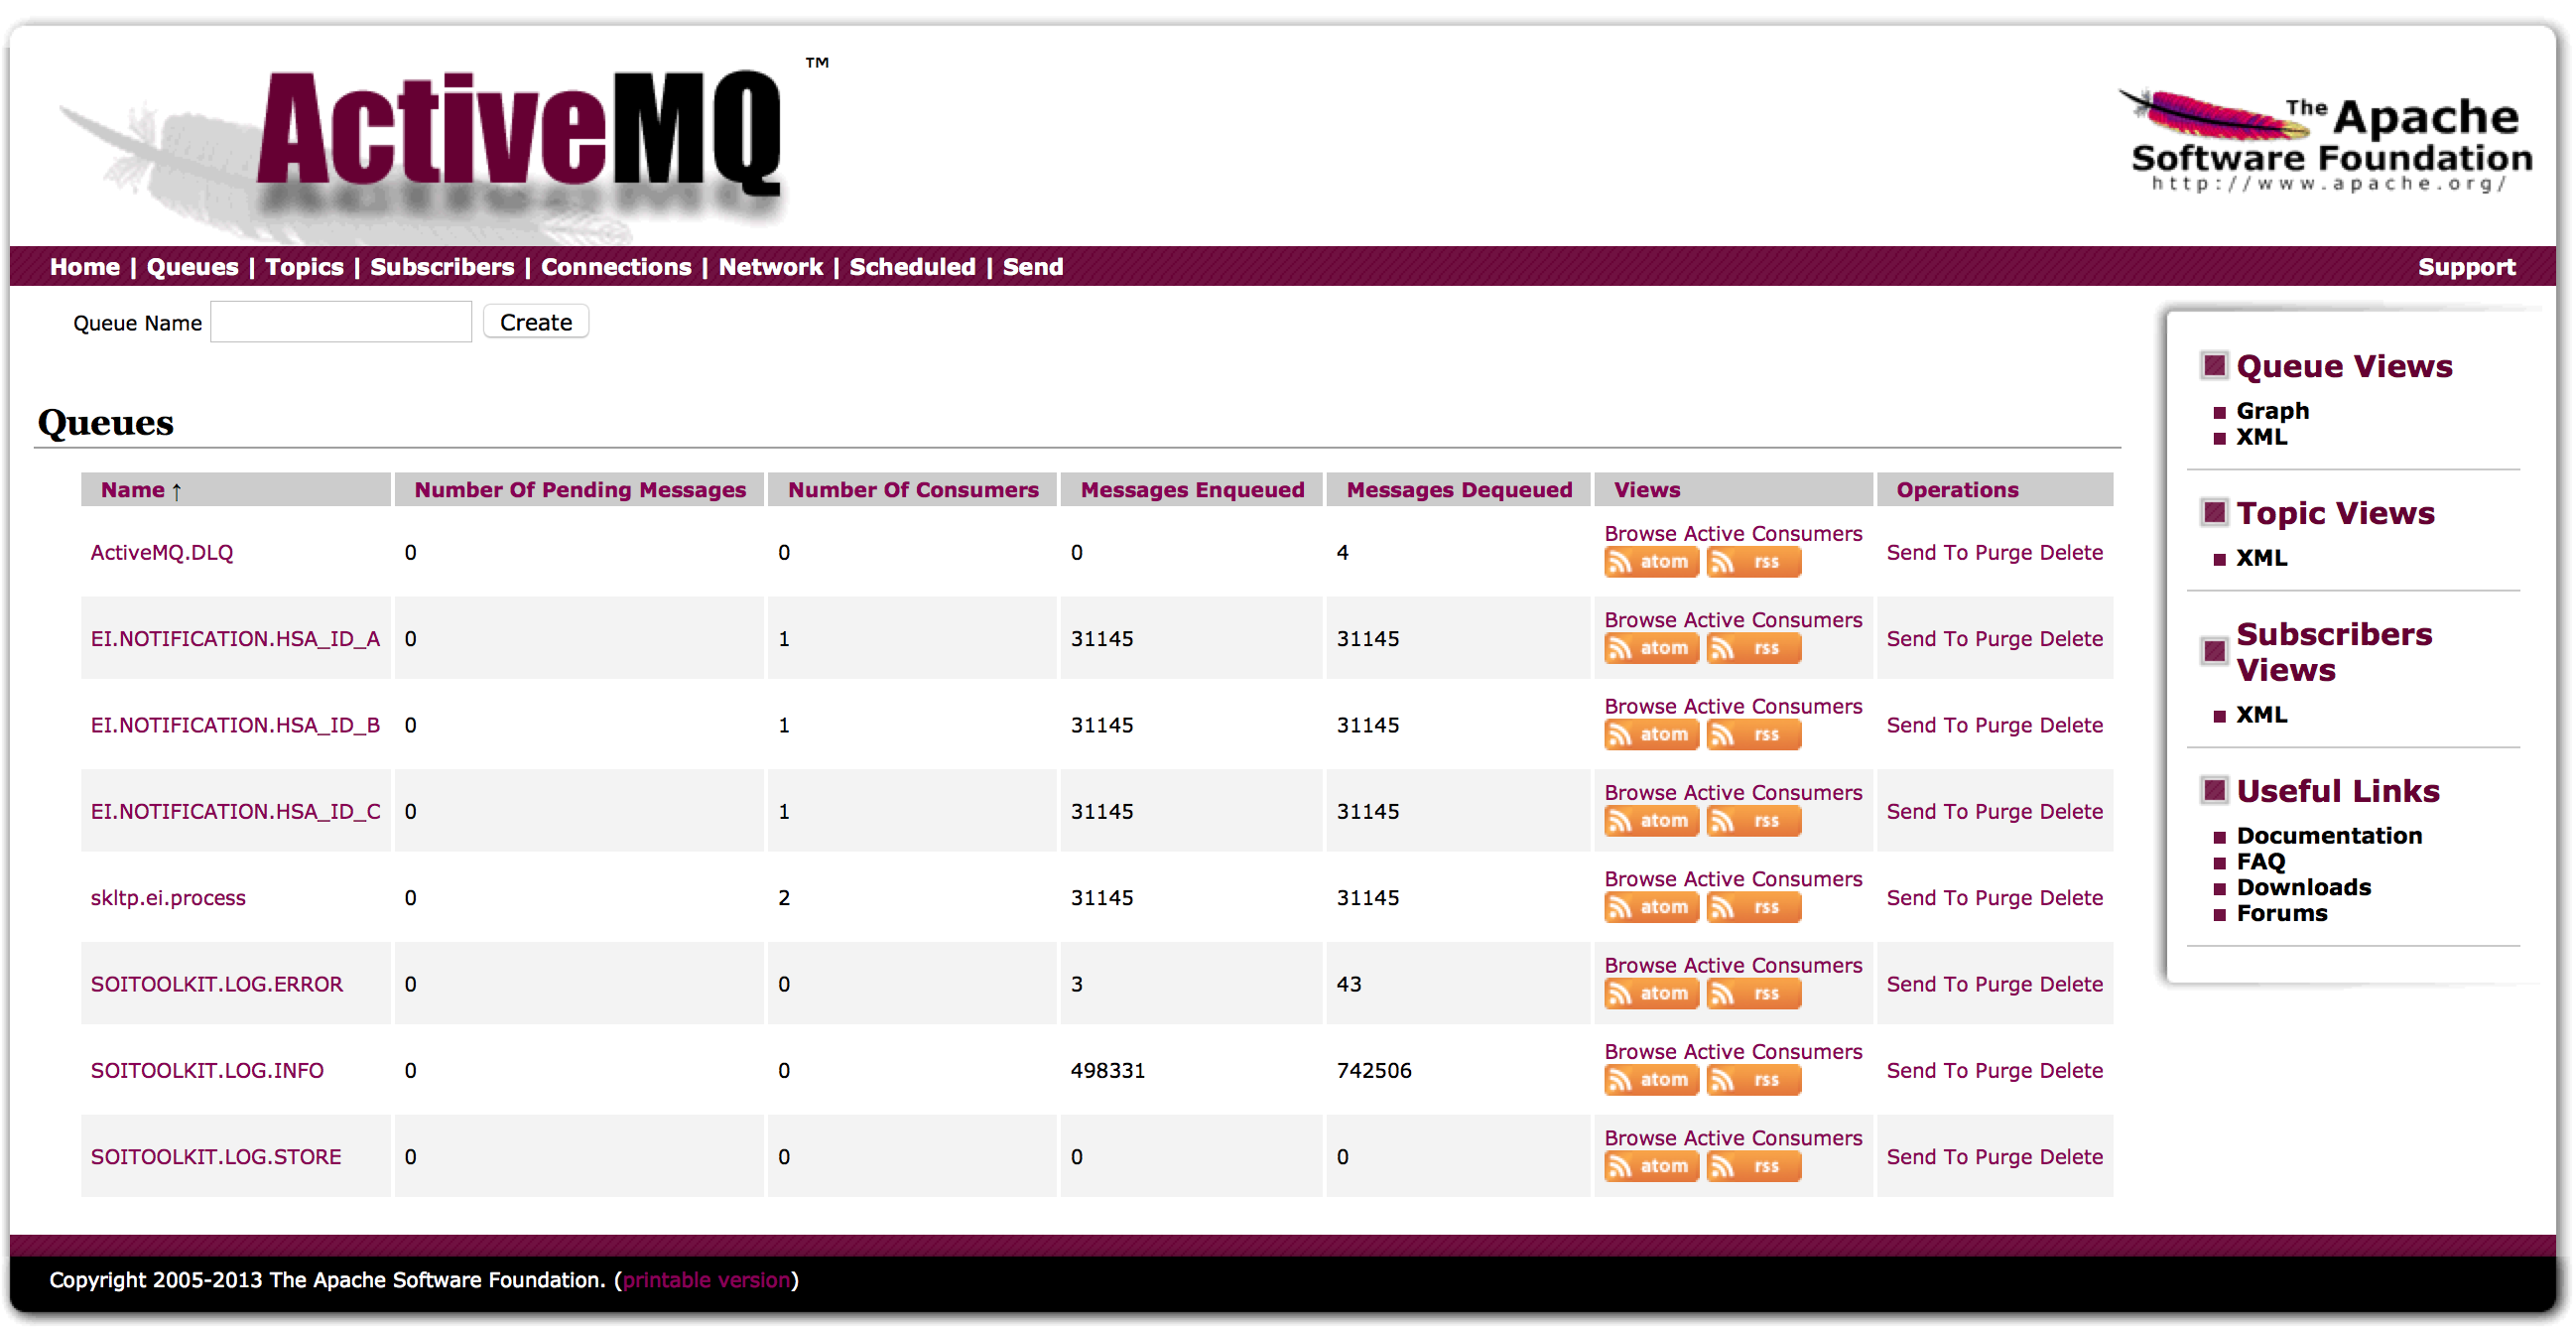 ActiveMQ ™
The Apache
Software Foundation
http://www.apache.org/
Home | Queues | Topics | Subscribers | Connections | Network | Scheduled | Send Support
Queue Name Create
Queues
Name ↑ Number Of Pending Messages Number Of Consumers Messages Enqueued Messages Dequeued Views Operations
ActiveMQ.DLQ 0 0 0 4 Browse Active Consumers Send To Purge Delete
atom rss
EI.NOTIFICATION.HSA_ID_A 0 1 31145 31145 Browse Active Consumers Send To Purge Delete
atom rss
EI.NOTIFICATION.HSA_ID_B 0 1 31145 31145 Browse Active Consumers Send To Purge Delete
atom rss
EI.NOTIFICATION.HSA_ID_C 0 1 31145 31145 Browse Active Consumers Send To Purge Delete
atom rss
skltp.ei.process 0 2 31145 31145 Browse Active Consumers Send To Purge Delete
atom rss
SOITOOLKIT.LOG.ERROR 0 0 3 43 Browse Active Consumers Send To Purge Delete
atom rss
SOITOOLKIT.LOG.INFO 0 0 498331 742506 Browse Active Consumers Send To Purge Delete
atom rss
SOITOOLKIT.LOG.STORE 0 0 0 0 Browse Active Consumers Send To Purge Delete
atom rss
Queue Views
Graph
XML
Topic Views
XML
Subscribers
Views
XML
Useful Links
Documentation
FAQ
Downloads
Forums
Copyright 2005-2013 The Apache Software Foundation. (printable version)